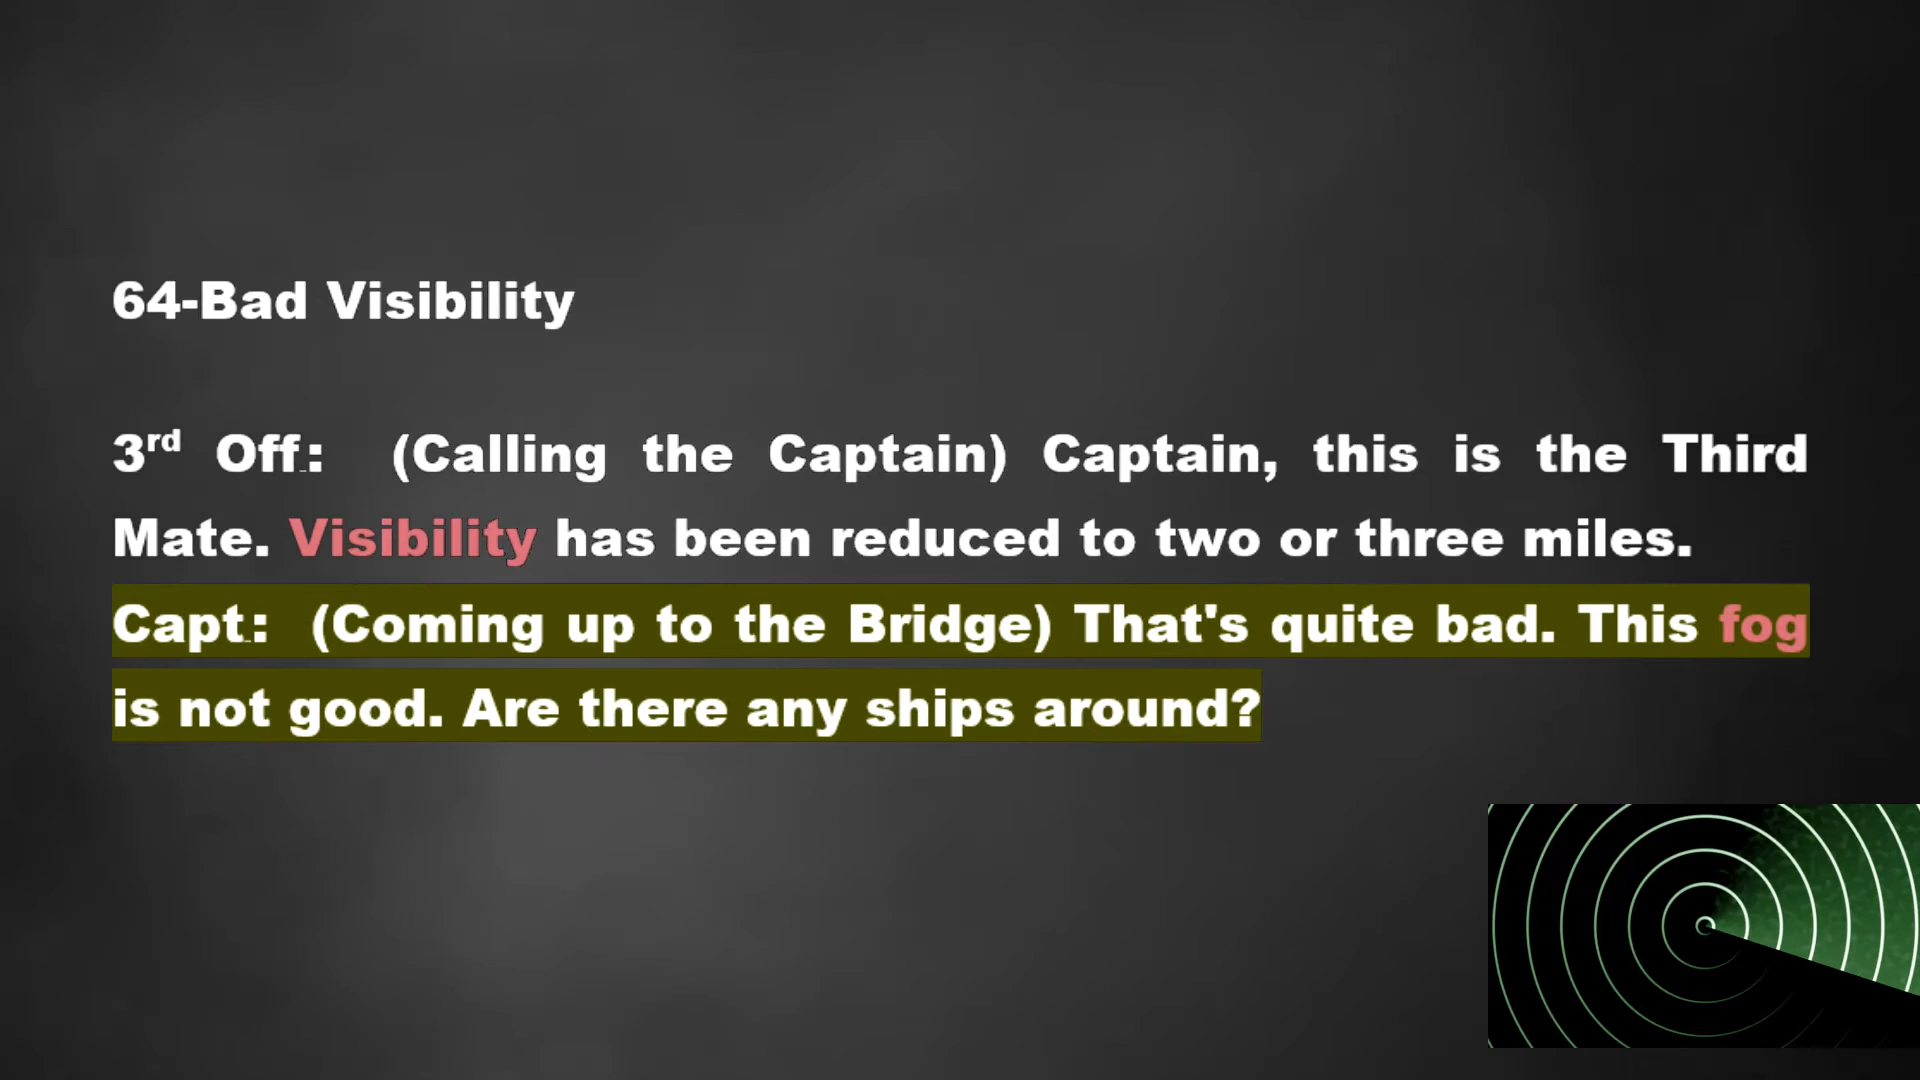 64-Bad Visibility
3rd Off.: (Calling the Captain) Captain, this is the Third
Mate. Visibility has been reduced to two or three miles.
Capt.: (Coming up to the Bridge) That's quite bad. This fog
is not good. Are there any ships around?